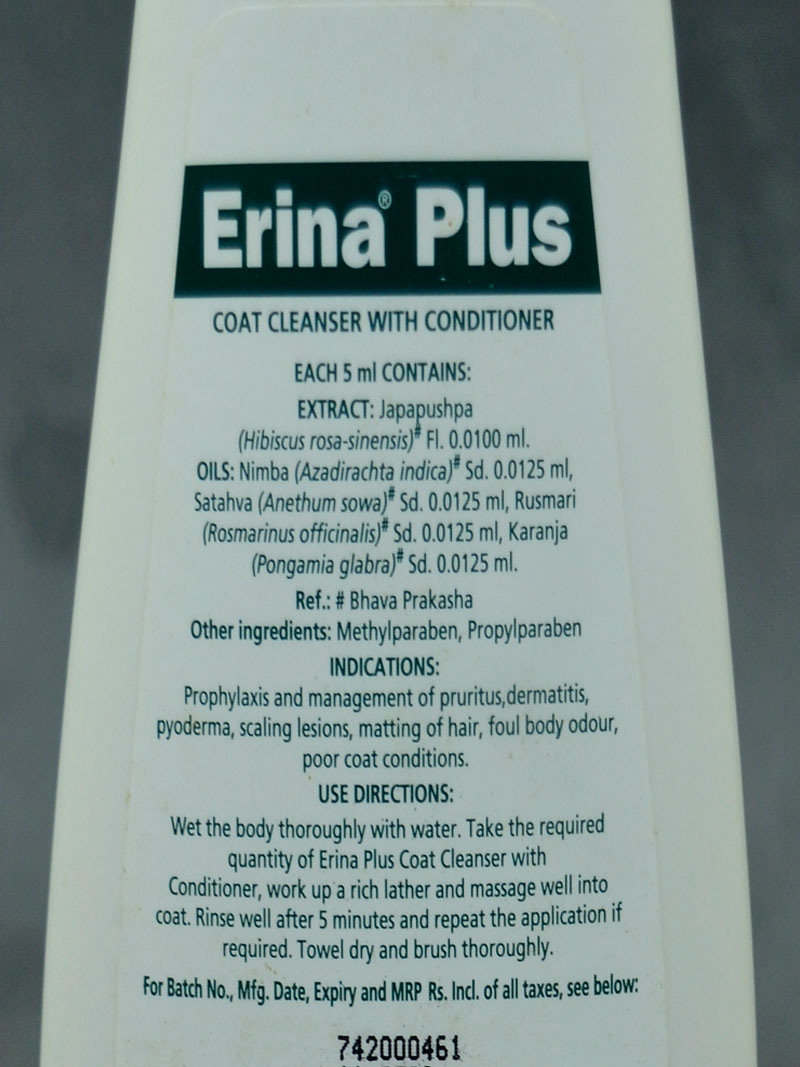 Erina® Plus
COAT CLEANSER WITH CONDITIONER
EACH 5 ml CONTAINS:
EXTRACT: Japapushpa
(Hibiscus rosa-sinensis)# Fl. 0.0100 ml.
OILS: Nimba (Azadirachta indica)# Sd. 0.0125 ml,
Satahva (Anethum sowa)# Sd. 0.0125 ml, Rusmari
(Rosmarinus officinalis)# Sd. 0.0125 ml, Karanja
(Pongamia glabra)# Sd. 0.0125 ml.
Ref.: # Bhava Prakasha
Other ingredients: Methylparaben, Propylparaben
INDICATIONS:
Prophylaxis and management of pruritus,dermatitis,
pyoderma, scaling lesions, matting of hair, foul body odour,
poor coat conditions.
USE DIRECTIONS:
Wet the body thoroughly with water. Take the required
quantity of Erina Plus Coat Cleanser with
Conditioner, work up a rich lather and massage well into
coat. Rinse well after 5 minutes and repeat the application if
required. Towel dry and brush thoroughly.
For Batch No., Mfg. Date, Expiry and MRP Rs. Incl. of all taxes, see below:
742000461